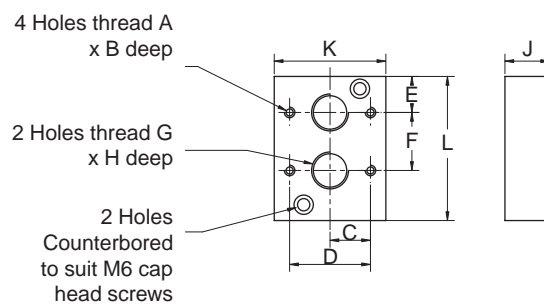 4 Holes thread A
x B deep
2 Holes thread G
x H deep
2 Holes
Counterbored
to suit M6 cap
head screws
K
J
E
F
L
C
D